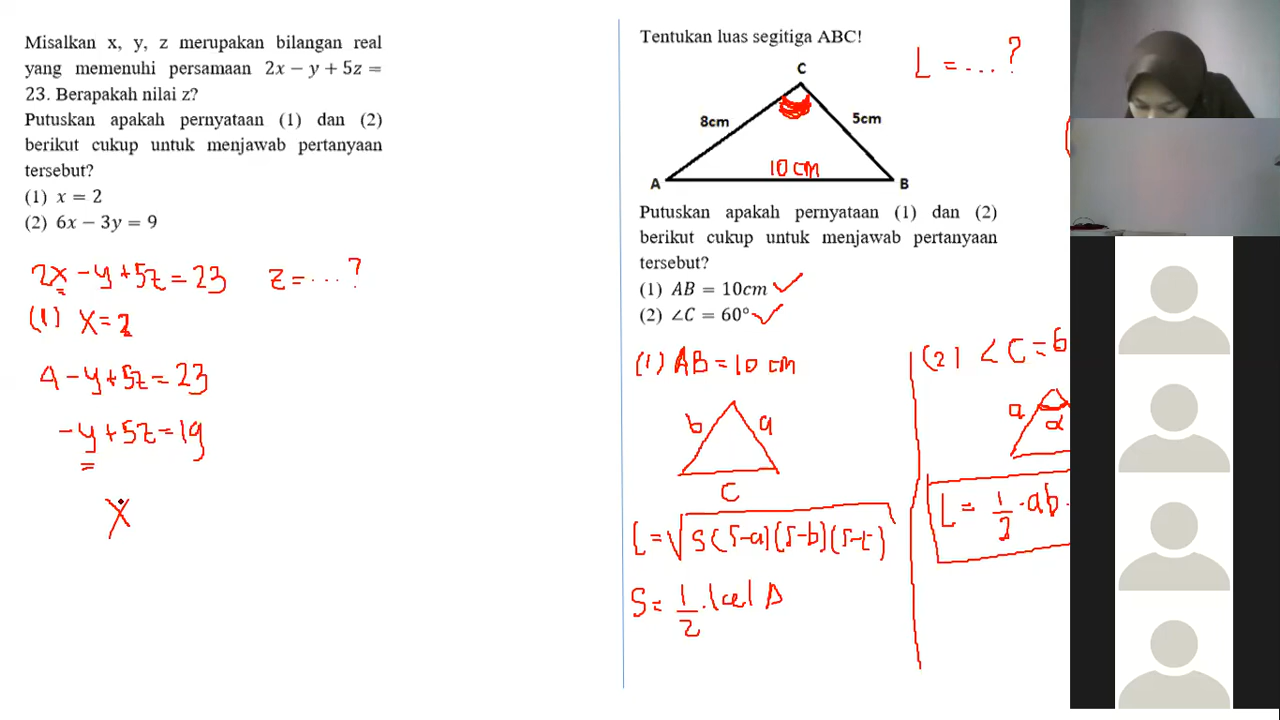 Misalkan x, y, z merupakan bilangan real
yang memenuhi persamaan 2x − y + 5z =
23. Berapakah nilai z?
Putuskan apakah pernyataan (1) dan (2)
berikut cukup untuk menjawab pertanyaan
tersebut?
(1) x = 2
(2) 6x − 3y = 9
2x − y + 5z = 23 z = ... ?
(1) x = 2
4 − y + 5z = 23
− y + 5z = 19
X
Tentukan luas segitiga ABC!
L = ... ?
C
8cm
5cm
10 cm
A
B
Putuskan apakah pernyataan (1) dan (2)
berikut cukup untuk menjawab pertanyaan
tersebut?
(1) AB = 10cm ✓
(2) ∠C = 60° ✓
(1) AB = 10 cm
b
a
c
L = √S(S−a)(S−b)(S−c)
S = 1/2 . kel Δ
(2) ∠C = 6
a
α
L = 1/2 · ab ·